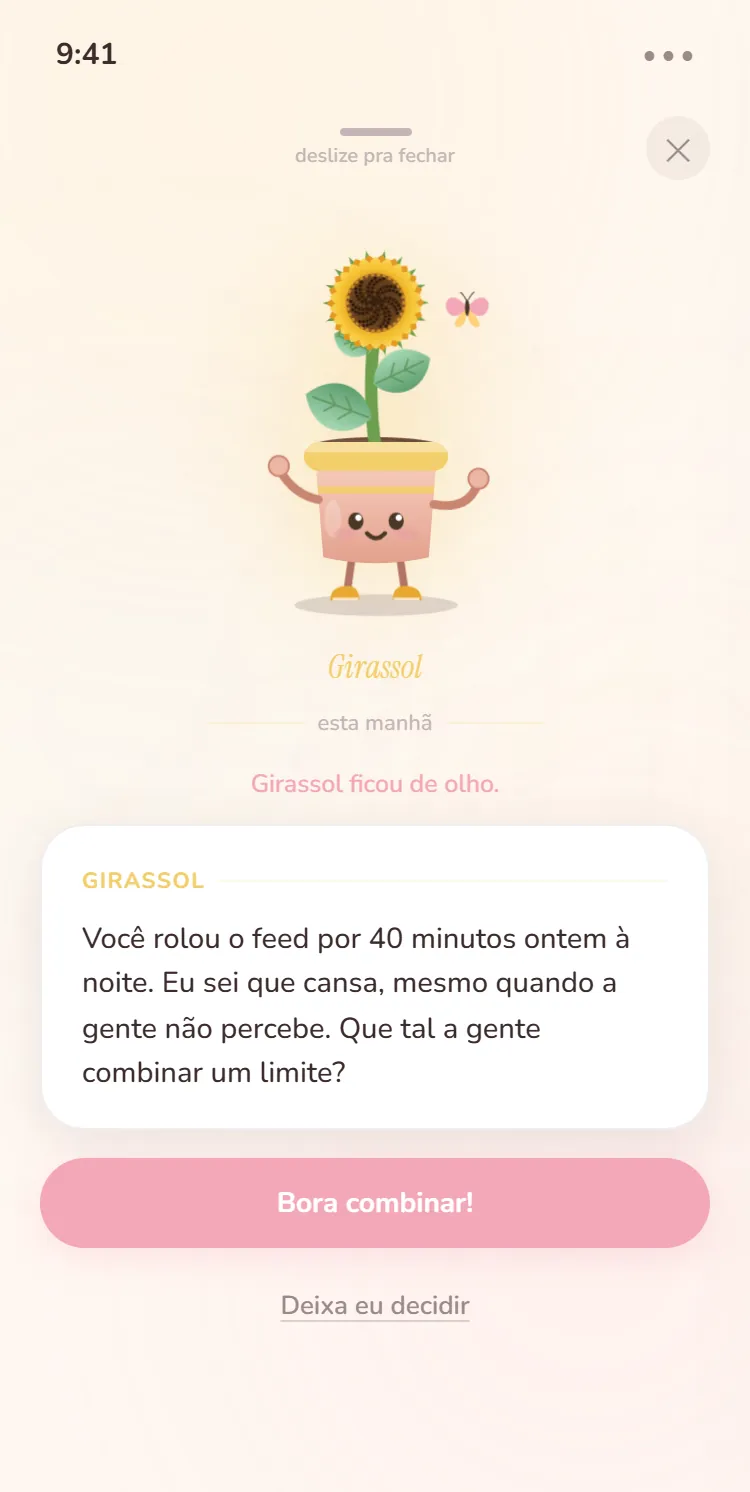 9:41
deslize pra fechar
Girassol
esta manhã
Girassol ficou de olho.
GIRASSOL
Você rolou o feed por 40 minutos ontem à
noite. Eu sei que cansa, mesmo quando a
gente não percebe. Que tal a gente
combinar um limite?
Bora combinar!
Deixa eu decidir